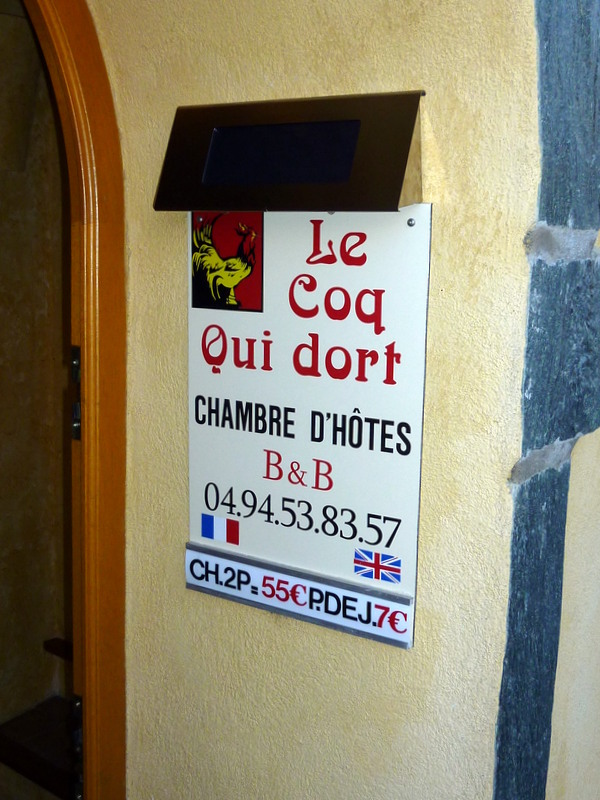 Le
Coq
Qui dort
CHAMBRE D'HÔTES
B&B
04.94.53.83.57
CH.2P= 55€ P.DEJ.7€